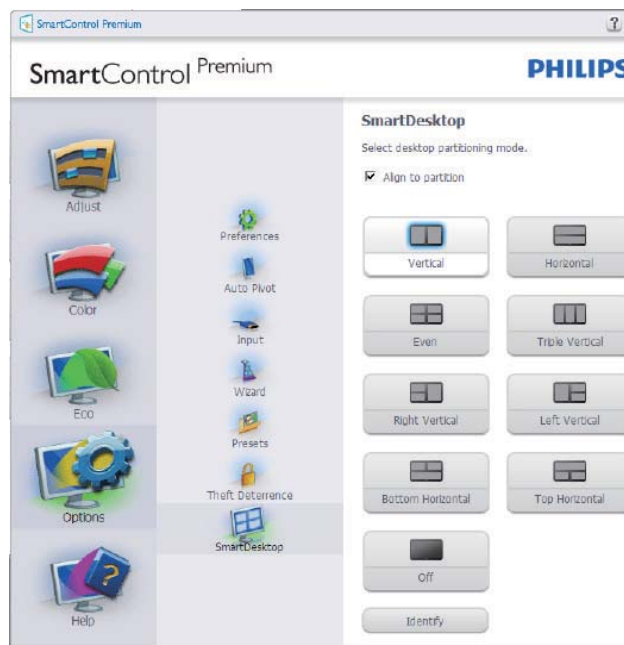 SmartControl Premium
?
SmartControl Premium
PHILIPS
Adjust
Color
Eco
Options
Help
Preferences
Auto Pivot
Input
Wizard
Presets
Theft Deterrence
SmartDesktop
SmartDesktop
Select desktop partitioning mode.
Align to partition
Vertical
Horizontal
Even
Triple Vertical
Right Vertical
Left Vertical
Bottom Horizontal
Top Horizontal
Off
Identify